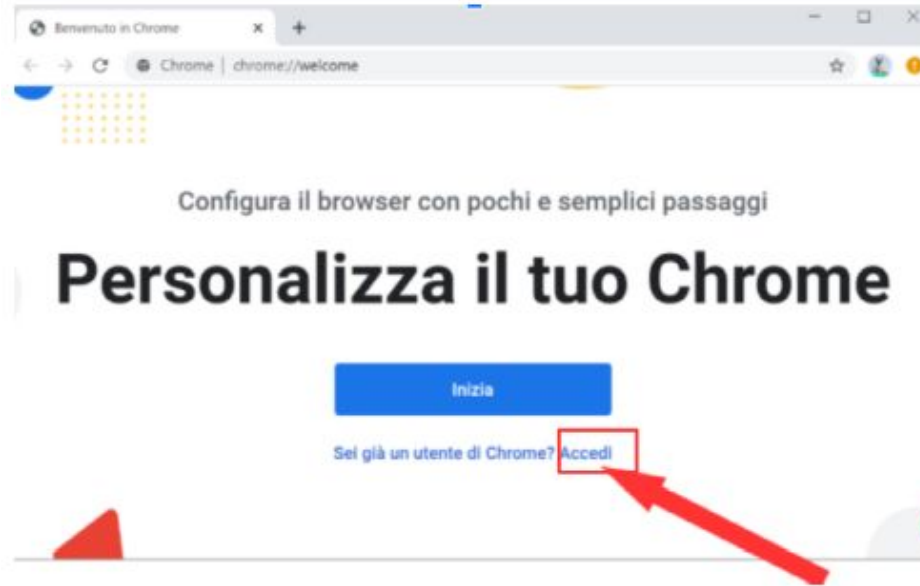 Benvenuto in Chrome
Chrome | chrome://welcome
Configura il browser con pochi e semplici passaggi
Personalizza il tuo Chrome
Inizia
Sei già un utente di Chrome? Accedi